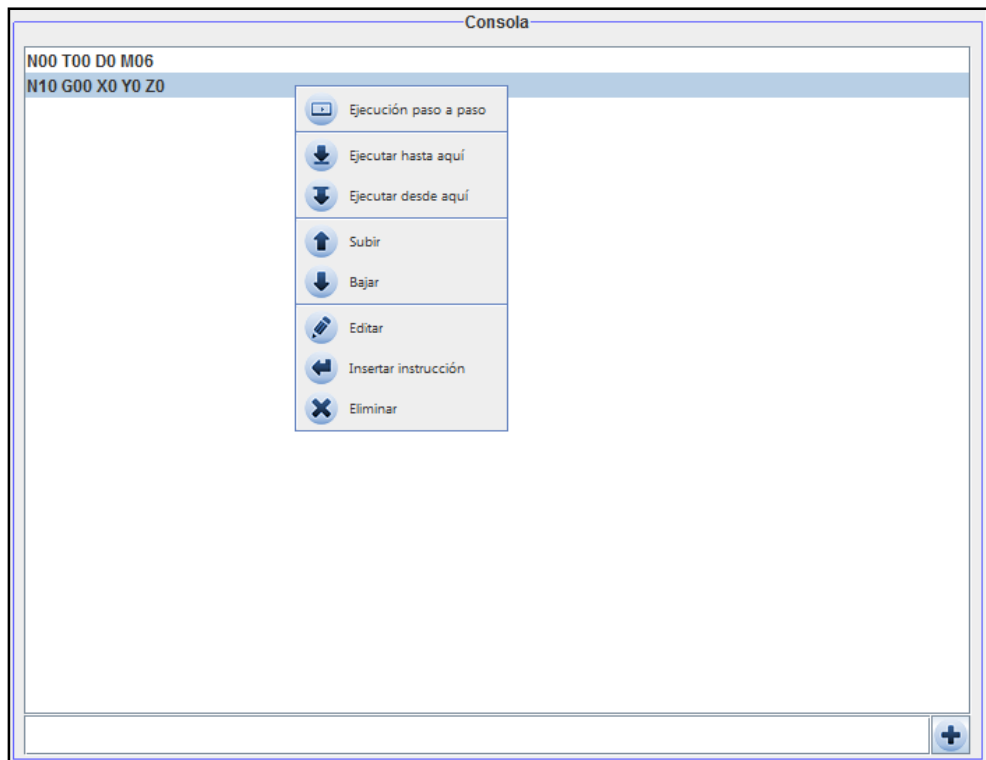 Consola
N00 T00 D0 M06
N10 G00 X0 Y0 Z0
Ejecución paso a paso
Ejecutar hasta aquí
Ejecutar desde aquí
Subir
Bajar
Editar
Insertar instrucción
Eliminar